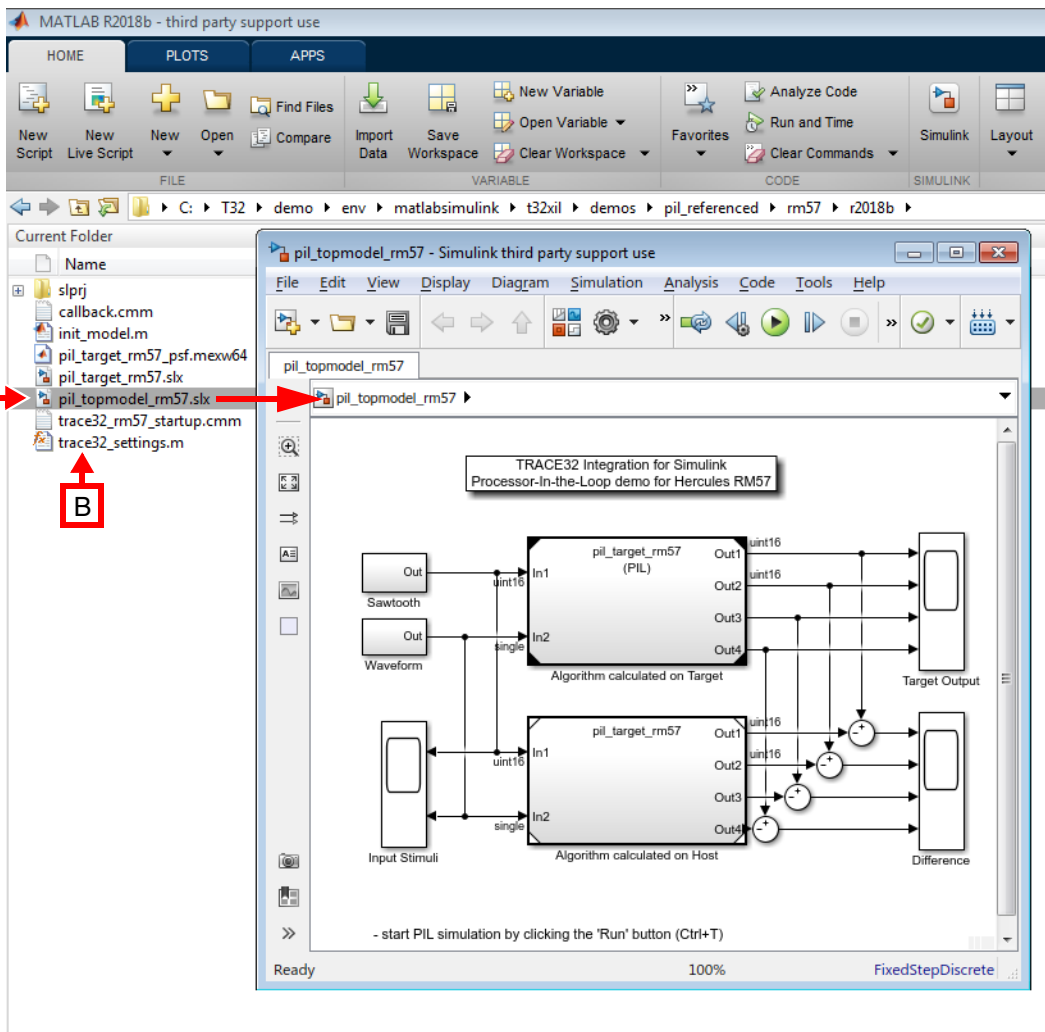 MATLAB R2018b - third party support use
HOME PLOTS APPS
New Script
New Live Script
New
Open
Find Files
Compare
Import Data
Save Workspace
New Variable
Open Variable
Clear Workspace
Favorites
Analyze Code
Run and Time
Clear Commands
Simulink
Layout
FILE VARIABLE CODE SIMULINK
C: T32 demo env matlabsimulink t32xil demos pil_referenced rm57 r2018b
Current Folder
Name
slprj
callback.cmm
init_model.m
pil_target_rm57_psf.mexw64
pil_target_rm57.slx
pil_topmodel_rm57.slx
trace32_rm57_startup.cmm
trace32_settings.m
B
pil_topmodel_rm57 - Simulink third party support use
File Edit View Display Diagram Simulation Analysis Code Tools Help
pil_topmodel_rm57
pil_topmodel_rm57
TRACE32 Integration for Simulink
Processor-In-the-Loop demo for Hercules RM57
Out
Sawtooth
Out
Waveform
uint16
single
In1
In2
pil_target_rm57
(PIL)
Out1
Out2
Out3
Out4
uint16
uint16
Algorithm calculated on Target
Target Output
Input Stimuli
uint16
single
In1
In2
pil_target_rm57
Out1
Out2
Out3
Out4
uint16
uint16
Algorithm calculated on Host
Difference
- start PIL simulation by clicking the 'Run' button (Ctrl+T)
Ready 100% FixedStepDiscrete